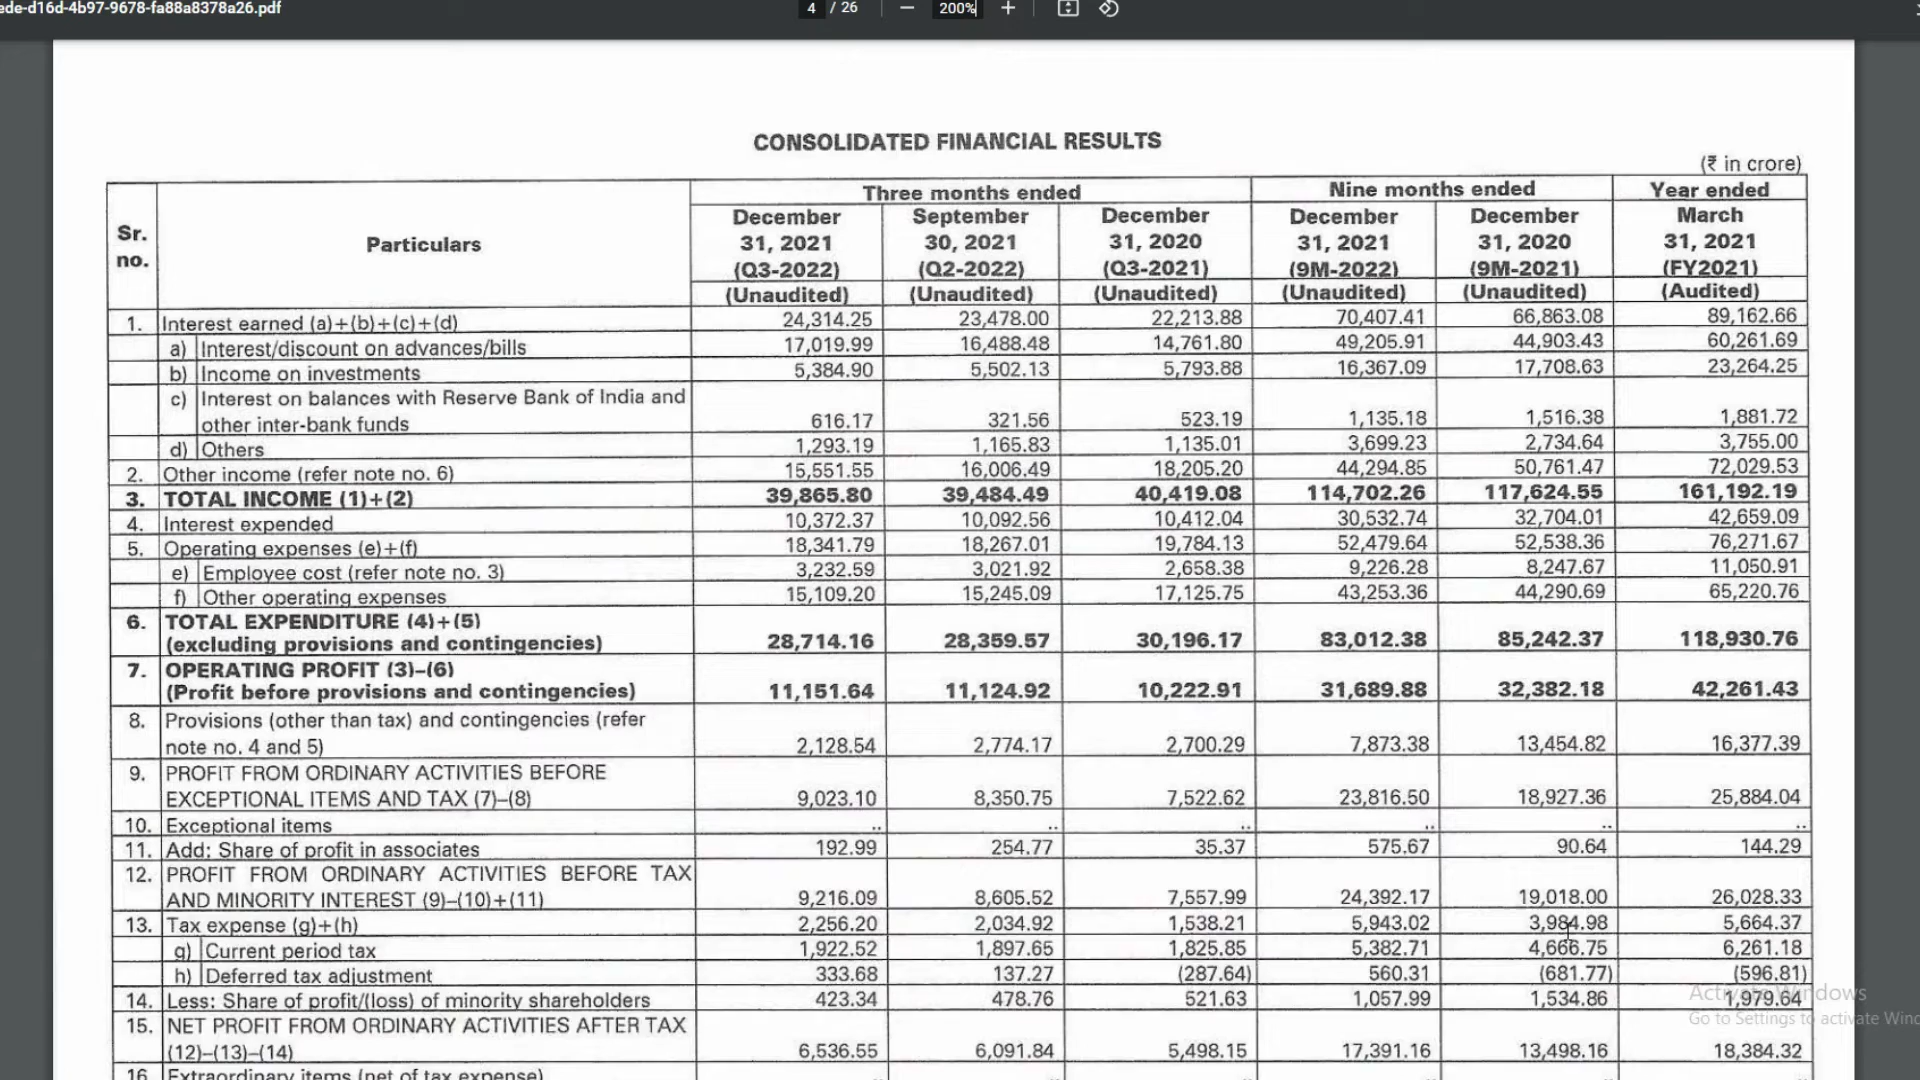 ede-d16d-4b97-9678-fa88a8378a26.pdf 4 / 26 200%
CONSOLIDATED FINANCIAL RESULTS
(₹ in crore)
Sr. no. Particulars Three months ended Nine months ended Year ended
December 31, 2021 (Q3-2022) September 30, 2021 (Q2-2022) December 31, 2020 (Q3-2021) December 31, 2021 (9M-2022) December 31, 2020 (9M-2021) March 31, 2021 (FY2021)
(Unaudited) (Unaudited) (Unaudited) (Unaudited) (Unaudited) (Audited)
1. Interest earned (a)+(b)+(c)+(d) 24,314.25 23,478.00 22,213.88 70,407.41 66,863.08 89,162.66
a) Interest/discount on advances/bills 17,019.99 16,488.48 14,761.80 49,205.91 44,903.43 60,261.69
b) Income on investments 5,384.90 5,502.13 5,793.88 16,367.09 17,708.63 23,264.25
c) Interest on balances with Reserve Bank of India and
other inter-bank funds 616.17 321.56 523.19 1,135.18 1,516.38 1,881.72
d) Others 1,293.19 1,165.83 1,135.01 3,699.23 2,734.64 3,755.00
2. Other income (refer note no. 6) 15,551.55 16,006.49 18,205.20 44,294.85 50,761.47 72,029.53
3. TOTAL INCOME (1)+(2) 39,865.80 39,484.49 40,419.08 114,702.26 117,624.55 161,192.19
4. Interest expended 10,372.37 10,092.56 10,412.04 30,532.74 32,704.01 42,659.09
5. Operating expenses (e)+(f) 18,341.79 18,267.01 19,784.13 52,479.64 52,538.36 76,271.67
e) Employee cost (refer note no. 3) 3,232.59 3,021.92 2,658.38 9,226.28 8,247.67 11,050.91
f) Other operating expenses 15,109.20 15,245.09 17,125.75 43,253.36 44,290.69 65,220.76
6. TOTAL EXPENDITURE (4)+(5)
(excluding provisions and contingencies) 28,714.16 28,359.57 30,196.17 83,012.38 85,242.37 118,930.76
7. OPERATING PROFIT (3)–(6)
(Profit before provisions and contingencies) 11,151.64 11,124.92 10,222.91 31,689.88 32,382.18 42,261.43
8. Provisions (other than tax) and contingencies (refer
note no. 4 and 5) 2,128.54 2,774.17 2,700.29 7,873.38 13,454.82 16,377.39
9. PROFIT FROM ORDINARY ACTIVITIES BEFORE
EXCEPTIONAL ITEMS AND TAX (7)–(8) 9,023.10 8,350.75 7,522.62 23,816.50 18,927.36 25,884.04
10. Exceptional items .. .. .. .. .. ..
11. Add: Share of profit in associates 192.99 254.77 35.37 575.67 90.64 144.29
12. PROFIT FROM ORDINARY ACTIVITIES BEFORE TAX
AND MINORITY INTEREST (9)–(10)+(11) 9,216.09 8,605.52 7,557.99 24,392.17 19,018.00 26,028.33
13. Tax expense (g)+(h) 2,256.20 2,034.92 1,538.21 5,943.02 3,984.98 5,664.37
g) Current period tax 1,922.52 1,897.65 1,825.85 5,382.71 4,666.75 6,261.18
h) Deferred tax adjustment 333.68 137.27 (287.64) 560.31 (681.77) (596.81)
14. Less: Share of profit/(loss) of minority shareholders 423.34 478.76 521.63 1,057.99 1,534.86 1,979.64
15. NET PROFIT FROM ORDINARY ACTIVITIES AFTER TAX
(12)–(13)–(14) 6,536.55 6,091.84 5,498.15 17,391.16 13,498.16 18,384.32
16. Extraordinary items (net of tax expense) .. .. .. .. .. ..
Activate Windows
Go to Settings to activate Wind